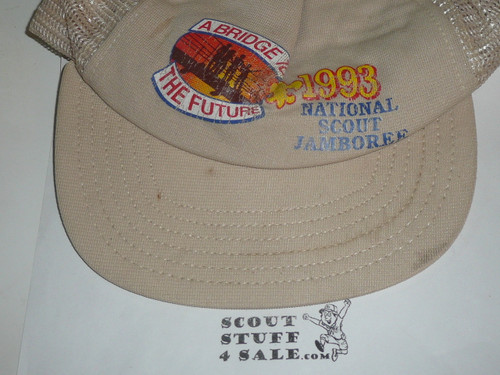 A BRIDGE TO
THE FUTURE
1993
NATIONAL
SCOUT
JAMBOREE
SCOUT
STUFF
4 SALE.com